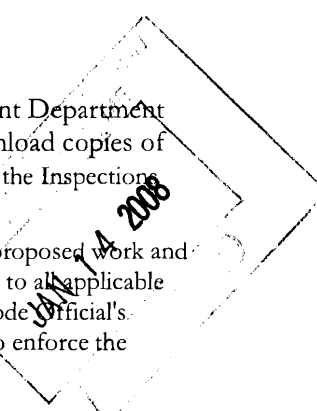 nt Department
nload copies of
the Inspections
JAN 14 2008
proposed work and
to all applicable
ode Official's
o enforce the